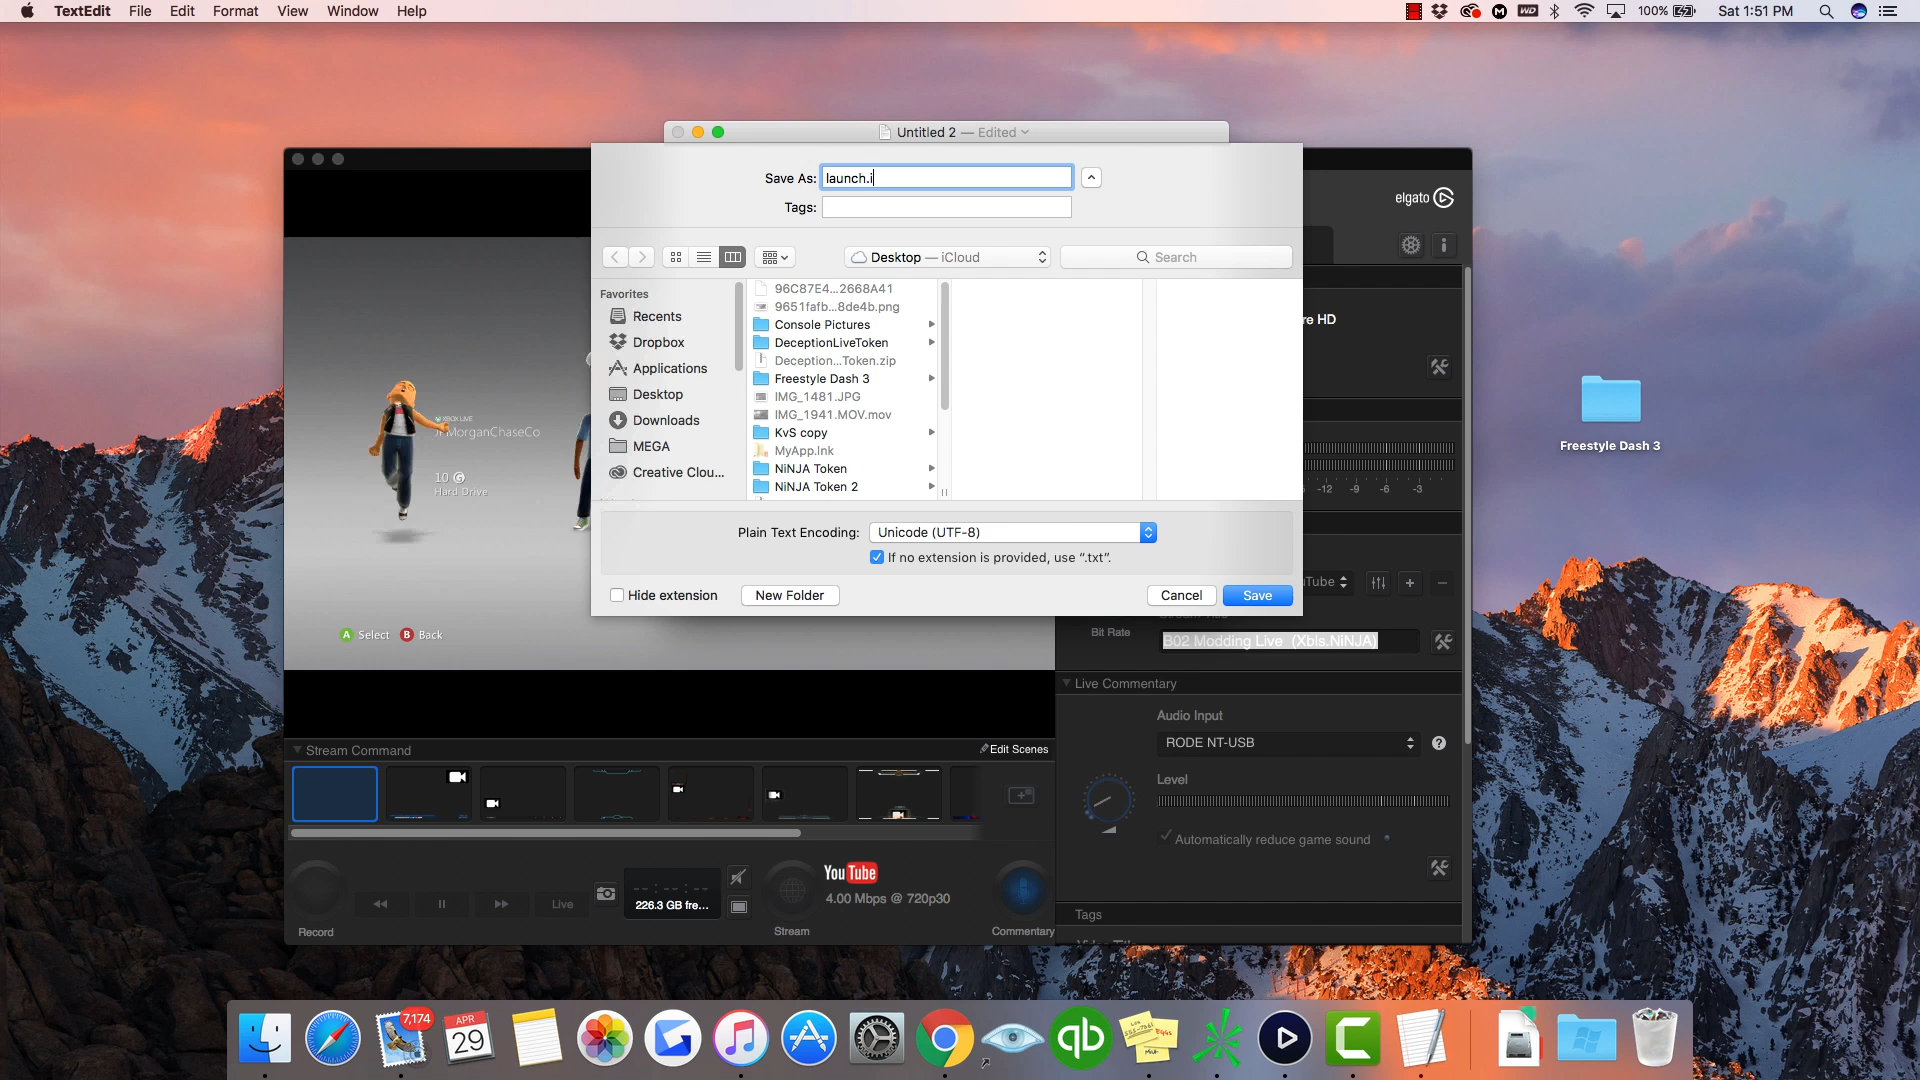 TextEdit File Edit Format View Window Help
WD 100% Sat 1:51 PM
Untitled 2 — Edited
Save As: launch.i
Tags:
Desktop — iCloud
Search
Favorites
Recents
Dropbox
Applications
Desktop
Downloads
MEGA
Creative Clou...
96C87E4...2668A41
9651fafb...8de4b.png
Console Pictures
DeceptionLiveToken
Deception...Token.zip
Freestyle Dash 3
IMG_1481.JPG
IMG_1941.MOV.mov
KvS copy
MyApp.lnk
NiNJA Token
NiNJA Token 2
Plain Text Encoding: Unicode (UTF-8)
If no extension is provided, use “.txt”.
Hide extension
New Folder
Cancel
Save
elgato
re HD
-12 -9 -6 -3
uTube
Bit Rate
B02 Modding Live (Xbls.NiNJA)
Live Commentary
Audio Input
RODE NT-USB
Level
Automatically reduce game sound
Tags
XBOX LIVE
JPMorganChaseCo
10 G
Hard Drive
A Select B Back
Stream Command
Edit Scenes
Live
226.3 GB fre...
YouTube
4.00 Mbps @ 720p30
Record
Stream
Commentary
Freestyle Dash 3
7,174
APR
29
qb